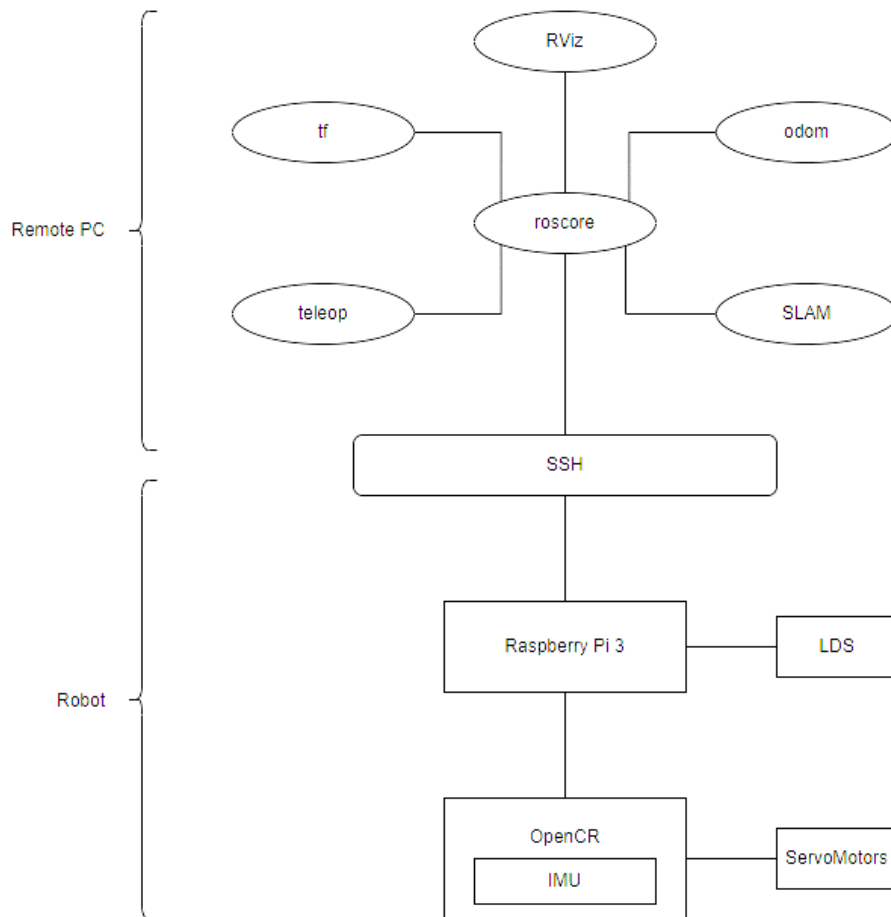 RViz
tf
odom
Remote PC
roscore
teleop
SLAM
SSH
Raspberry Pi 3
LDS
Robot
OpenCR
IMU
ServoMotors